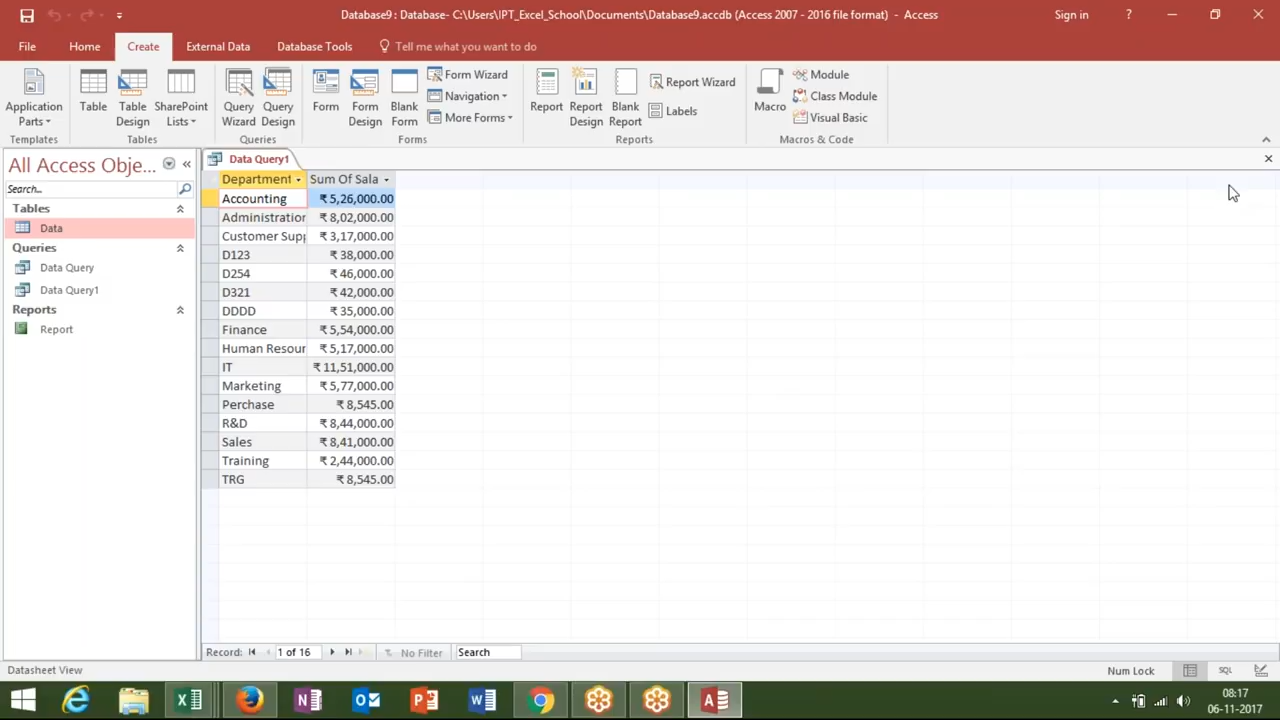 Database9 : Database- C:\Users\IPT_Excel_School\Documents\Database9.accdb (Access 2007 - 2016 file format) - Access
Sign in ?
File Home Create External Data Database Tools Tell me what you want to do
Application Parts
Table
Table Design
SharePoint Lists
Query Wizard
Query Design
Form
Form Design
Blank Form
Form Wizard
Navigation
More Forms
Report
Report Design
Blank Report
Report Wizard
Labels
Macro
Module
Class Module
Visual Basic
Templates Tables Queries Forms Reports Macros & Code
All Access Obje...
Search...
Tables
Data
Queries
Data Query
Data Query1
Reports
Report
Data Query1
Department Sum Of Sala
Accounting ₹ 5,26,000.00
Administration ₹ 8,02,000.00
Customer Supp ₹ 3,17,000.00
D123 ₹ 38,000.00
D254 ₹ 46,000.00
D321 ₹ 42,000.00
DDDD ₹ 35,000.00
Finance ₹ 5,54,000.00
Human Resour ₹ 5,17,000.00
IT ₹ 11,51,000.00
Marketing ₹ 5,77,000.00
Perchase ₹ 8,545.00
R&D ₹ 8,44,000.00
Sales ₹ 8,41,000.00
Training ₹ 2,44,000.00
TRG ₹ 8,545.00
Record: 1 of 16 No Filter Search
Datasheet View Num Lock SQL
08:17
06-11-2017